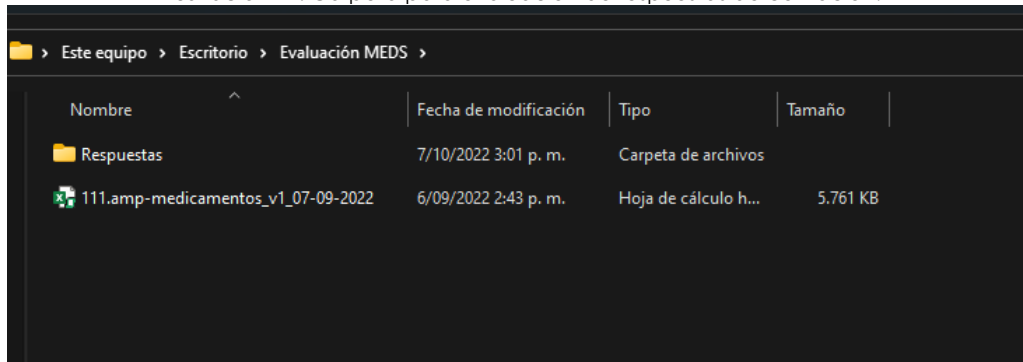 Este equipo > Escritorio > Evaluación MEDS >
Nombre Fecha de modificación Tipo Tamaño
Respuestas 7/10/2022 3:01 p. m. Carpeta de archivos
111.amp-medicamentos_v1_07-09-2022 6/09/2022 2:43 p. m. Hoja de cálculo h... 5.761 KB